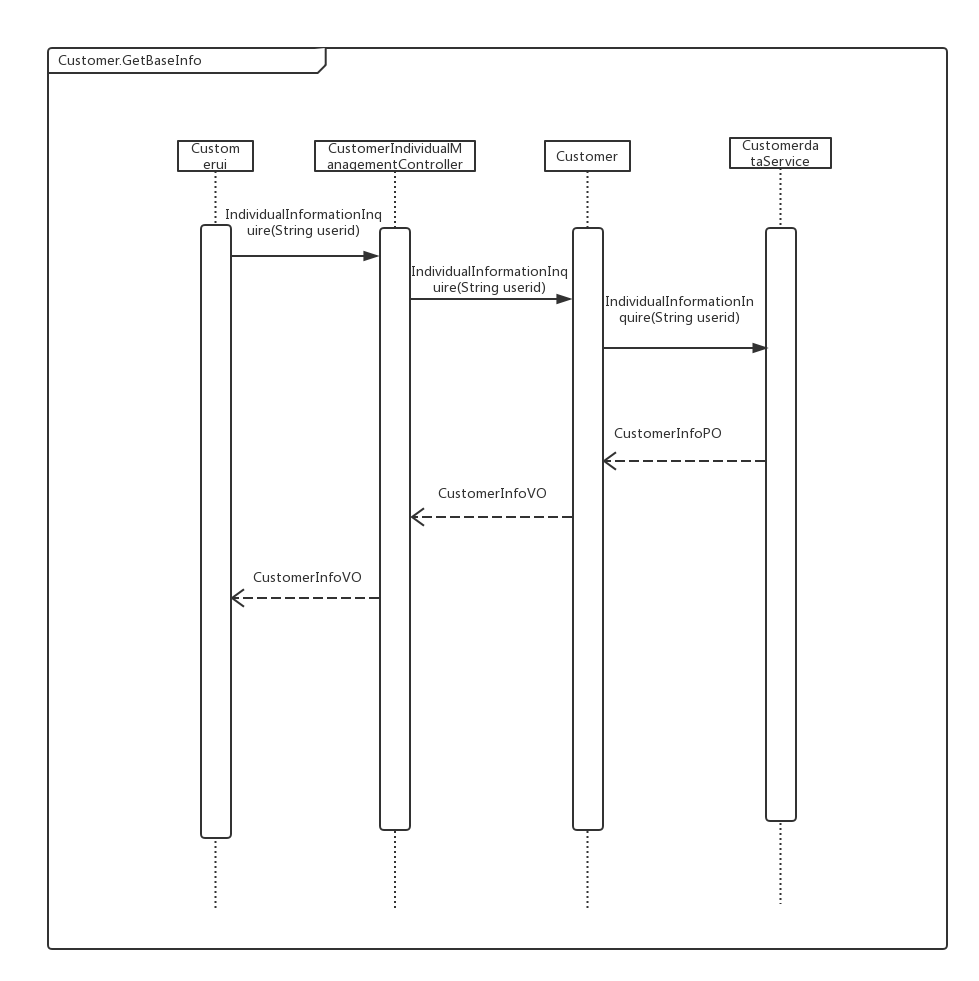 Customer.GetBaseInfo
Custom
erui
CustomerIndividualM
anagementController
Customer
Customerda
taService
IndividualInformationInq
uire(String userid)
IndividualInformationInq
uire(String userid)
IndividualInformationIn
quire(String userid)
CustomerInfoPO
CustomerInfoVO
CustomerInfoVO